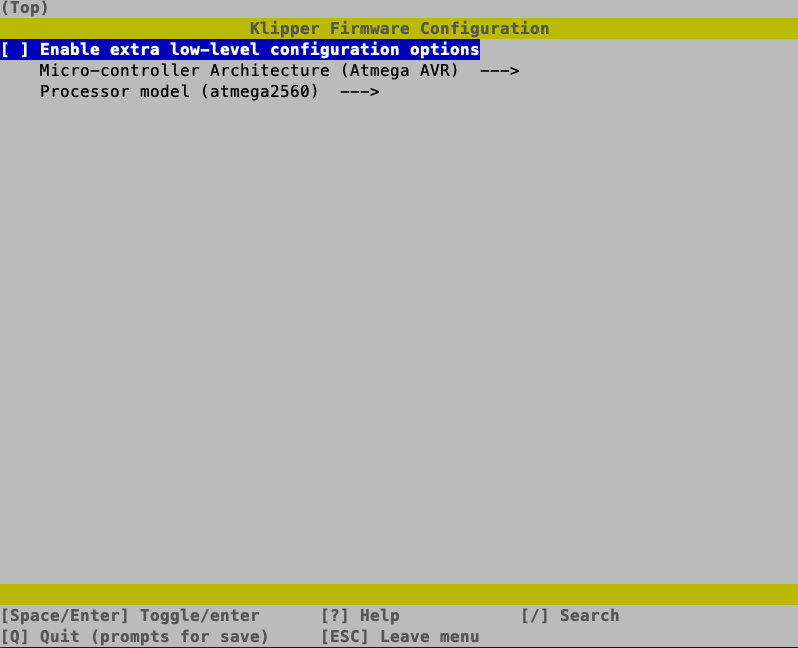 (Top)
Klipper Firmware Configuration
[ ] Enable extra low-level configuration options
Micro-controller Architecture (Atmega AVR)  --->
Processor model (atmega2560)  --->
[Space/Enter] Toggle/enter      [?] Help            [/] Search
[Q] Quit (prompts for save)     [ESC] Leave menu